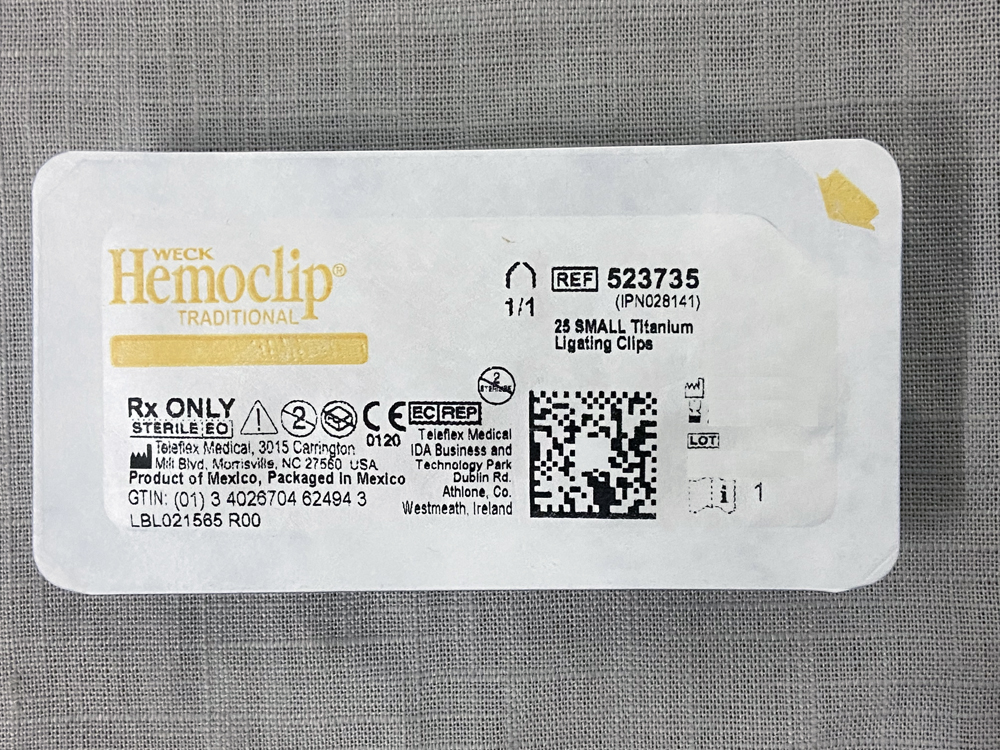 WECK
Hemoclip®
TRADITIONAL
1/1
REF 523735
(IPN028141)
25 SMALL Titanium
Ligating Clips
2
STERILIZE
Rx ONLY
STERILE EO
2
CE
0120
EC REP
Teleflex Medical, 3015 Carrington
Mill Blvd, Morrisville, NC 27560 USA
Product of Mexico, Packaged in Mexico
GTIN: (01) 3 4026704 62494 3
LBL021565 R00
Teleflex Medical
IDA Business and
Technology Park
Dublin Rd.
Athlone, Co.
Westmeath, Ireland
LOT
i 1